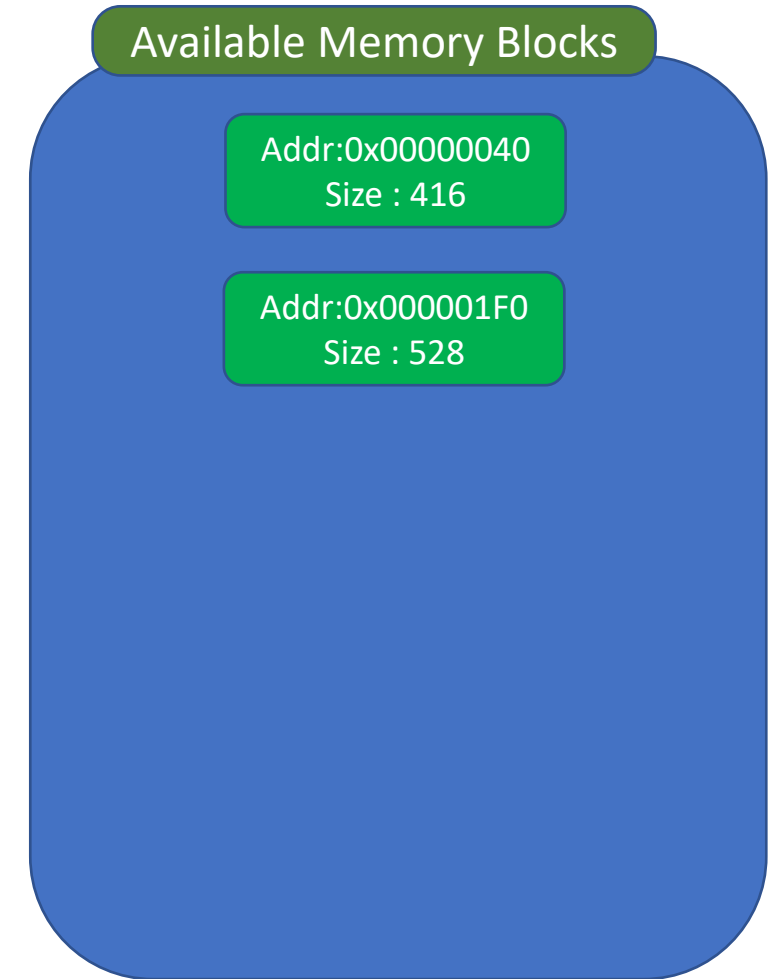 Available Memory Blocks
Addr:0x00000040
Size : 416
Addr:0x000001F0
Size : 528